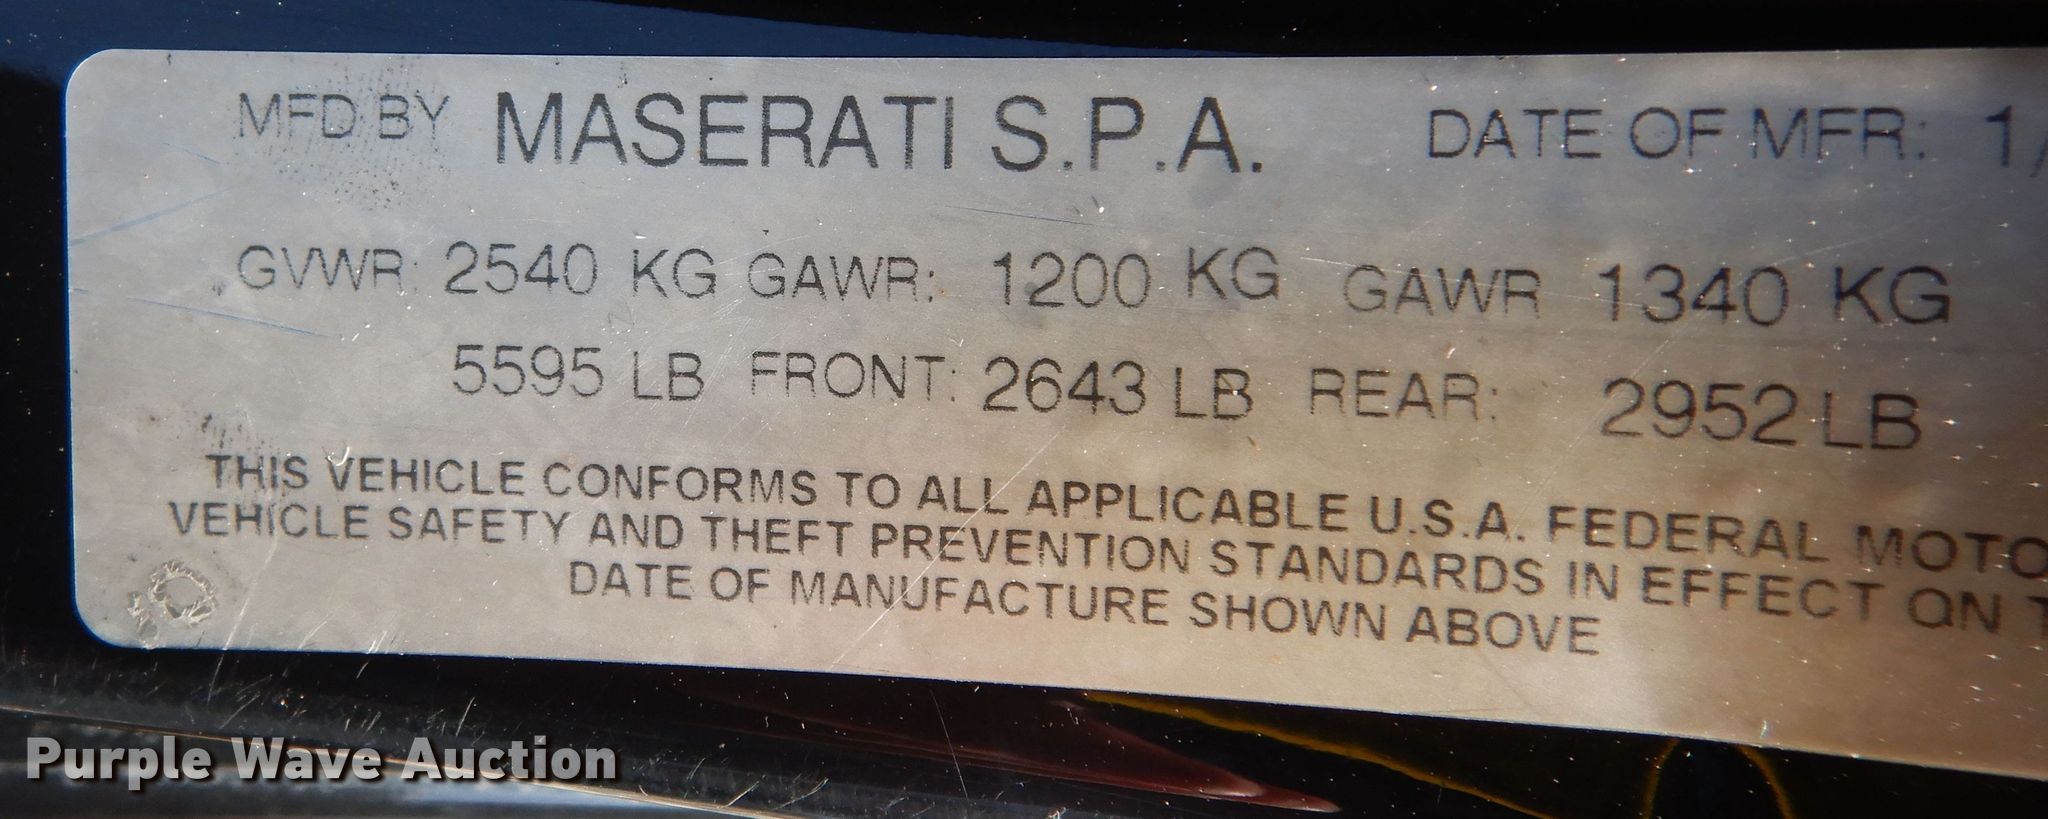 MFD BY MASERATI S.P.A. DATE OF MFR: 1/
GVWR: 2540 KG GAWR: 1200 KG GAWR 1340 KG
5595 LB FRONT: 2643 LB REAR: 2952 LB
THIS VEHICLE CONFORMS TO ALL APPLICABLE U.S.A. FEDERAL MOTO
VEHICLE SAFETY AND THEFT PREVENTION STANDARDS IN EFFECT ON T
DATE OF MANUFACTURE SHOWN ABOVE
Purple Wave Auction